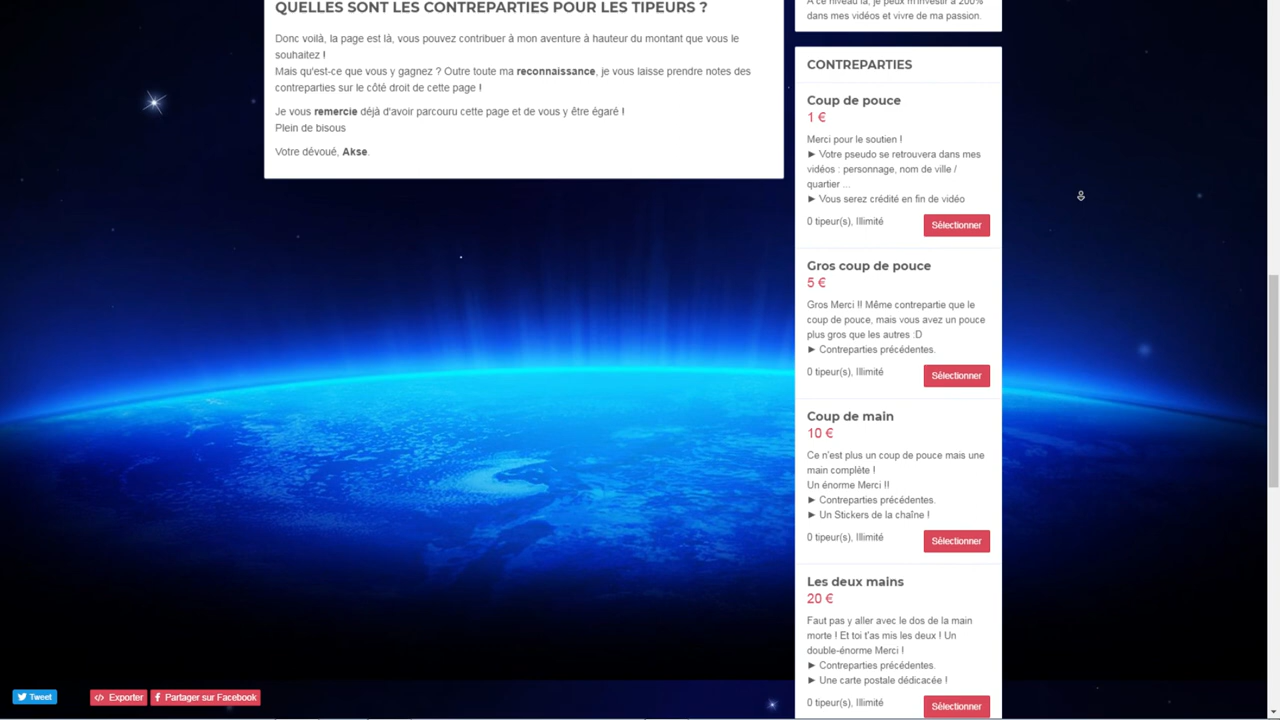 QUELLES SONT LES CONTREPARTIES POUR LES TIPEURS ?
Donc voilà, la page est là, vous pouvez contribuer à mon aventure à hauteur du montant que vous le
souhaitez !
Mais qu'est-ce que vous y gagnez ? Outre toute ma reconnaissance, je vous laisse prendre notes des
contreparties sur le côté droit de cette page !
Je vous remercie déjà d'avoir parcouru cette page et de vous y être égaré !
Plein de bisous
Votre dévoué, Akse.
A ce niveau là, je peux m'investir à 200%
dans mes vidéos et vivre de ma passion.
CONTREPARTIES
Coup de pouce
1 €
Merci pour le soutien !
► Votre pseudo se retrouvera dans mes
vidéos : personnage, nom de ville /
quartier ...
► Vous serez crédité en fin de vidéo
0 tipeur(s), Illimité
Sélectionner
Gros coup de pouce
5 €
Gros Merci !! Même contrepartie que le
coup de pouce, mais vous avez un pouce
plus gros que les autres :D
► Contreparties précédentes.
0 tipeur(s), Illimité
Sélectionner
Coup de main
10 €
Ce n'est plus un coup de pouce mais une
main complète !
Un énorme Merci !!
► Contreparties précédentes.
► Un Stickers de la chaîne !
0 tipeur(s), Illimité
Sélectionner
Les deux mains
20 €
Faut pas y aller avec le dos de la main
morte ! Et toi t'as mis les deux ! Un
double-énorme Merci !
► Contreparties précédentes.
► Une carte postale dédicacée !
0 tipeur(s), Illimité
Sélectionner
Tweet
Exporter
Partager sur Facebook